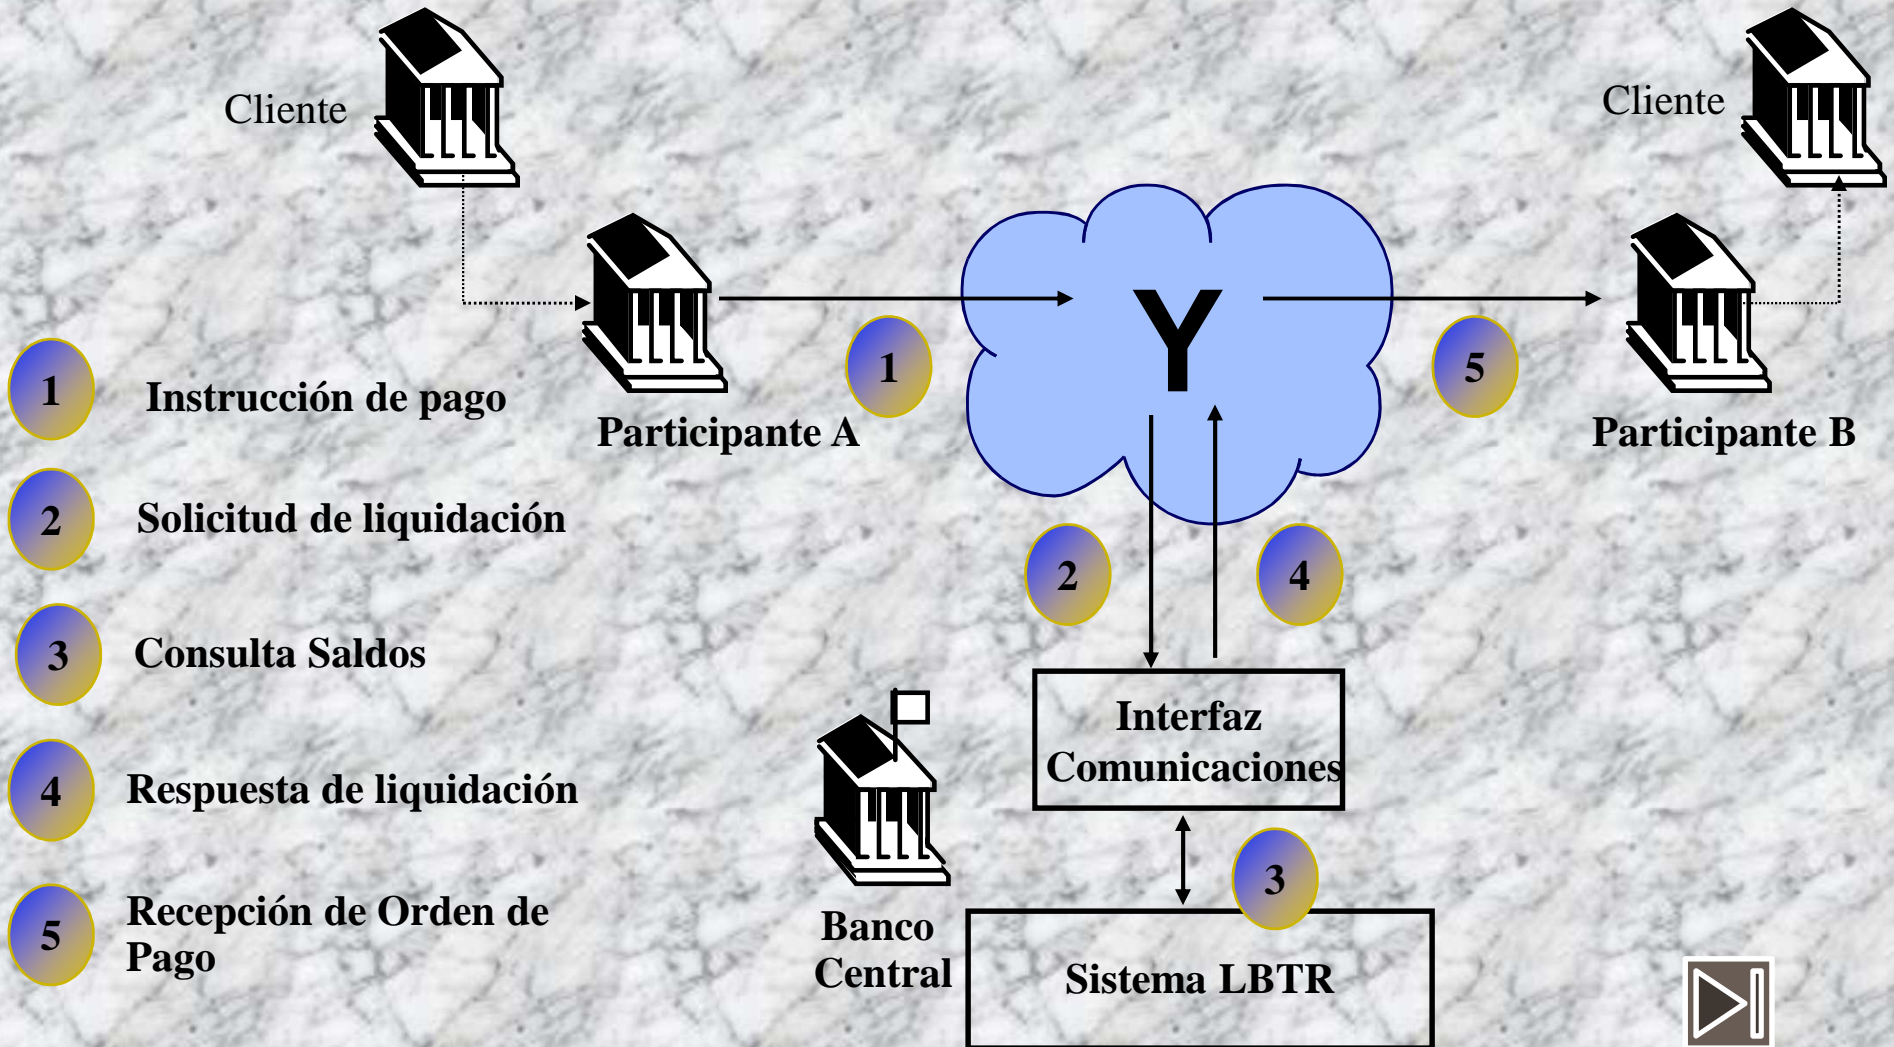 Cliente
Cliente
Y
1
5
1
Instrucción de pago
Participante A
Participante B
2
Solicitud de liquidación
2
4
3
Consulta Saldos
Interfaz
Comunicaciones
4
Respuesta de liquidación
3
5
Recepción de Orden de
Pago
Banco
Central
Sistema LBTR